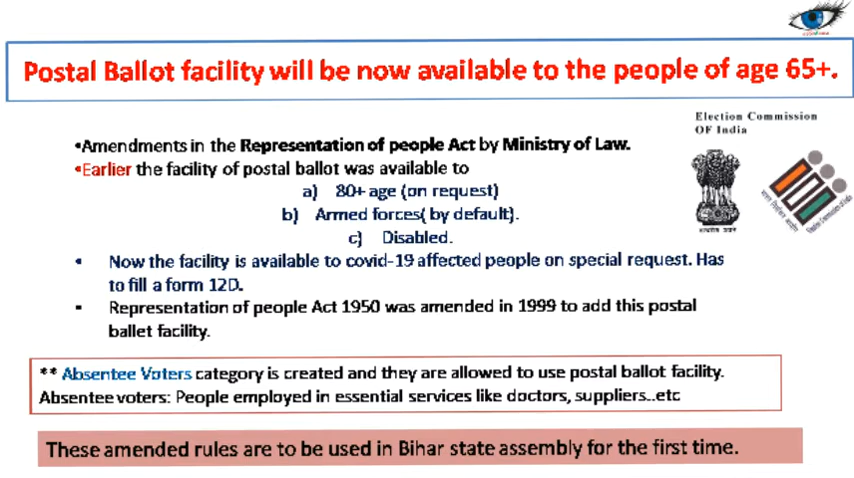 Postal Ballot facility will be now available to the people of age 65+.
Election Commission
OF India
•Amendments in the Representation of people Act by Ministry of Law.
•Earlier the facility of postal ballot was available to
a) 80+ age (on request)
b) Armed forces( by default).
c) Disabled.
• Now the facility is available to covid-19 affected people on special request. Has
to fill a form 12D.
- Representation of people Act 1950 was amended in 1999 to add this postal
ballet facility.
** Absentee Voters category is created and they are allowed to use postal ballot facility.
Absentee voters: People employed in essential services like doctors, suppliers..etc
These amended rules are to be used in Bihar state assembly for the first time.